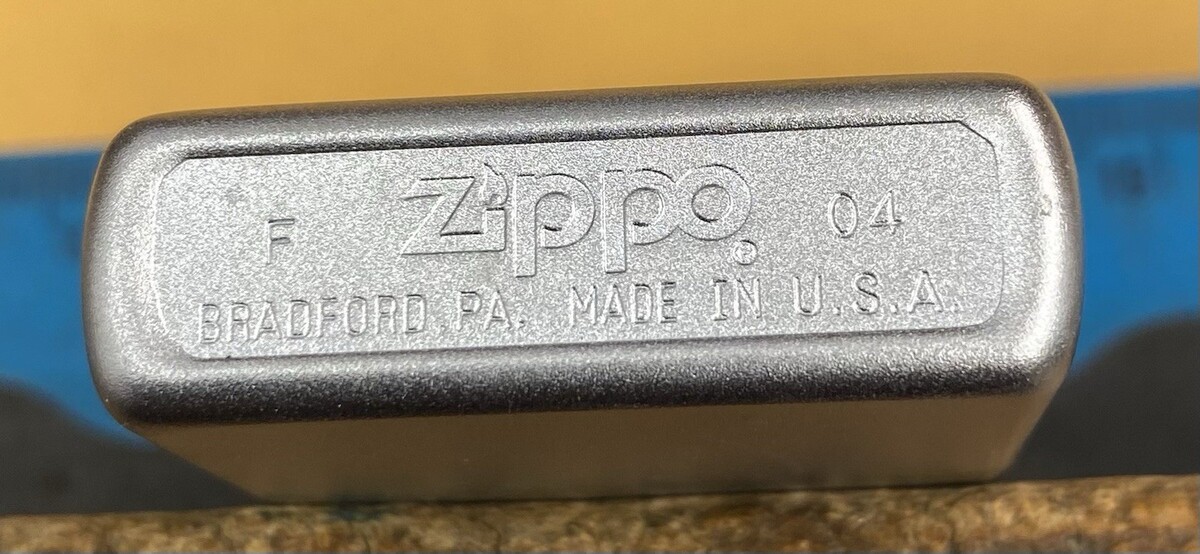 F Zippo® 04
BRADFORD. PA. MADE IN U.S.A.